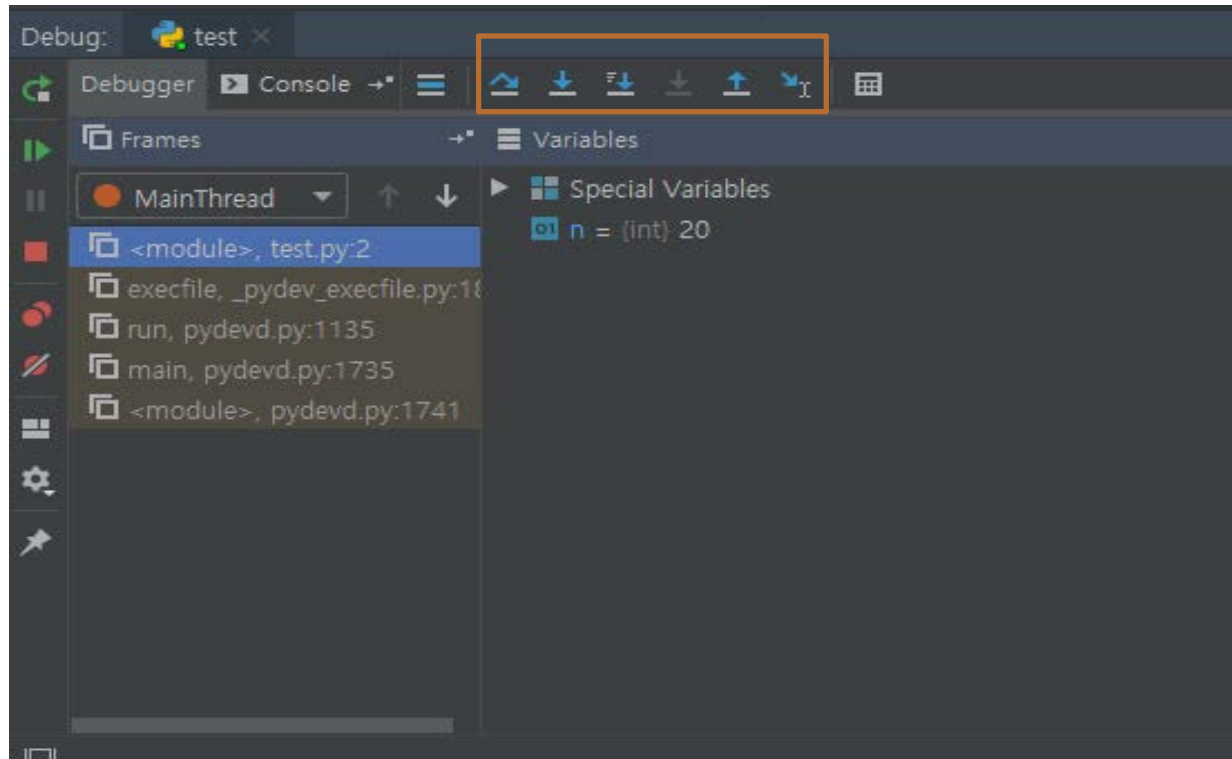 Debug: test
Debugger Console
Frames
Variables
MainThread
Special Variables
n = {int} 20
<module>, test.py:2
execfile, _pydev_execfile.py:18
run, pydevd.py:1135
main, pydevd.py:1735
<module>, pydevd.py:1741